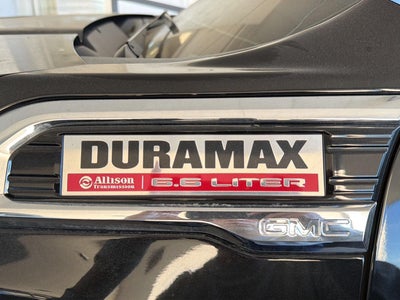 DURAMAX
Allison Transmission 6.6 LITER
GMC